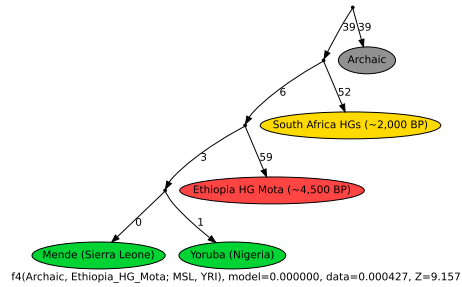 39 39
Archaic
6 52
South Africa HGs (~2,000 BP)
3 59
Ethiopia HG Mota (~4,500 BP)
0 1
Mende (Sierra Leone) Yoruba (Nigeria)
f4(Archaic, Ethiopia_HG_Mota; MSL, YRI), model=0.000000, data=0.000427, Z=9.157